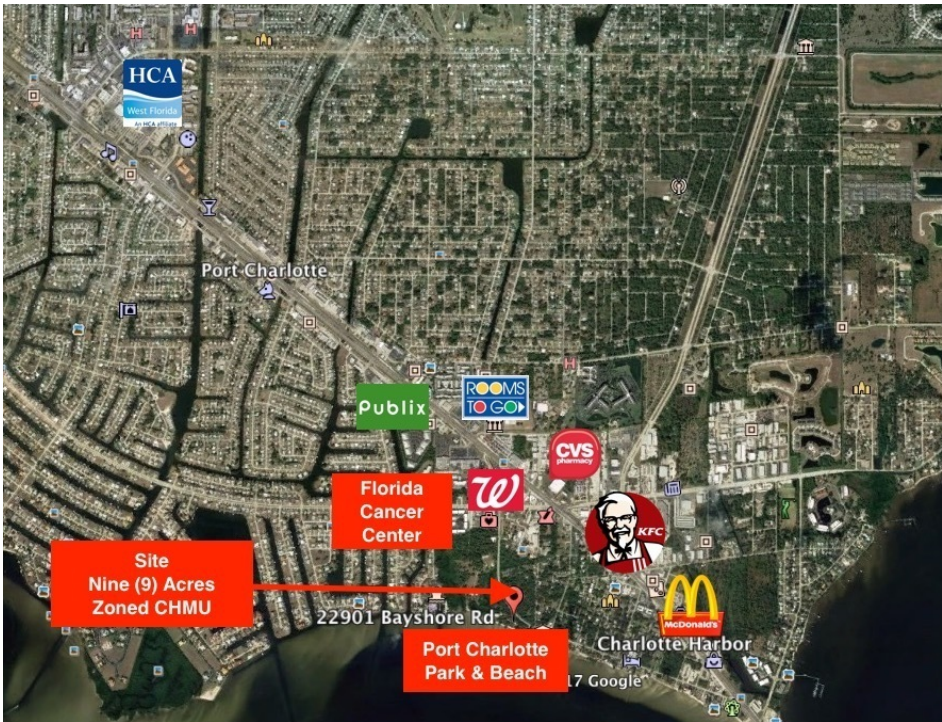 HCA
West Florida
An HCA affiliate
Port Charlotte
Publix
ROOMS
TO GO
CVS
pharmacy
W
Florida
Cancer
Center
KFC
Site
Nine (9) Acres
Zoned CHMU
22901 Bayshore Rd
McDonald's
Charlotte Harbor
Port Charlotte
Park & Beach
17 Google